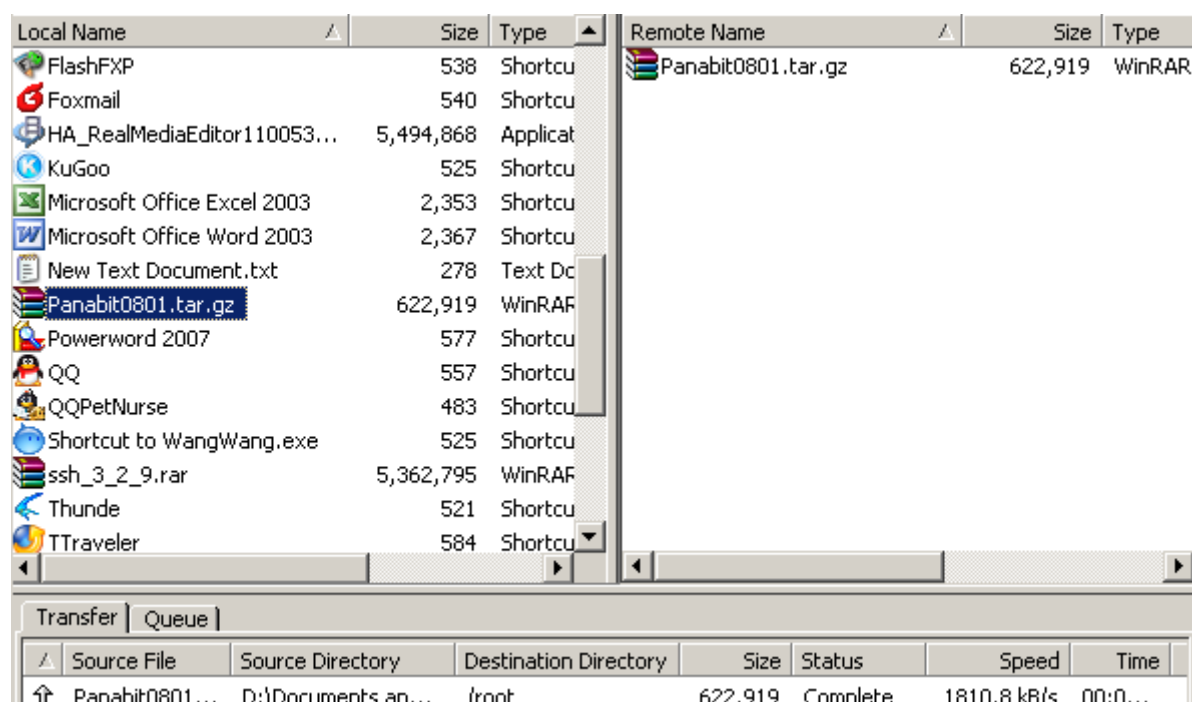 Local Name Size Type
FlashFXP 538 Shortcu
Foxmail 540 Shortcu
HA_RealMediaEditor110053... 5,494,868 Applicat
KuGoo 525 Shortcu
Microsoft Office Excel 2003 2,353 Shortcu
Microsoft Office Word 2003 2,367 Shortcu
New Text Document.txt 278 Text Do
Panabit0801.tar.gz 622,919 WinRAR
Powerword 2007 577 Shortcu
QQ 557 Shortcu
QQPetNurse 483 Shortcu
Shortcut to WangWang.exe 525 Shortcu
ssh_3_2_9.rar 5,362,795 WinRAR
Thunde 521 Shortcu
TTraveler 584 Shortcu
Remote Name Size Type
Panabit0801.tar.gz 622,919 WinRAR
Transfer Queue
Source File Source Directory Destination Directory Size Status Speed Time
Panabit0801... D:\Documents an... /root 622,919 Complete 1810.8 kB/s 00:0...